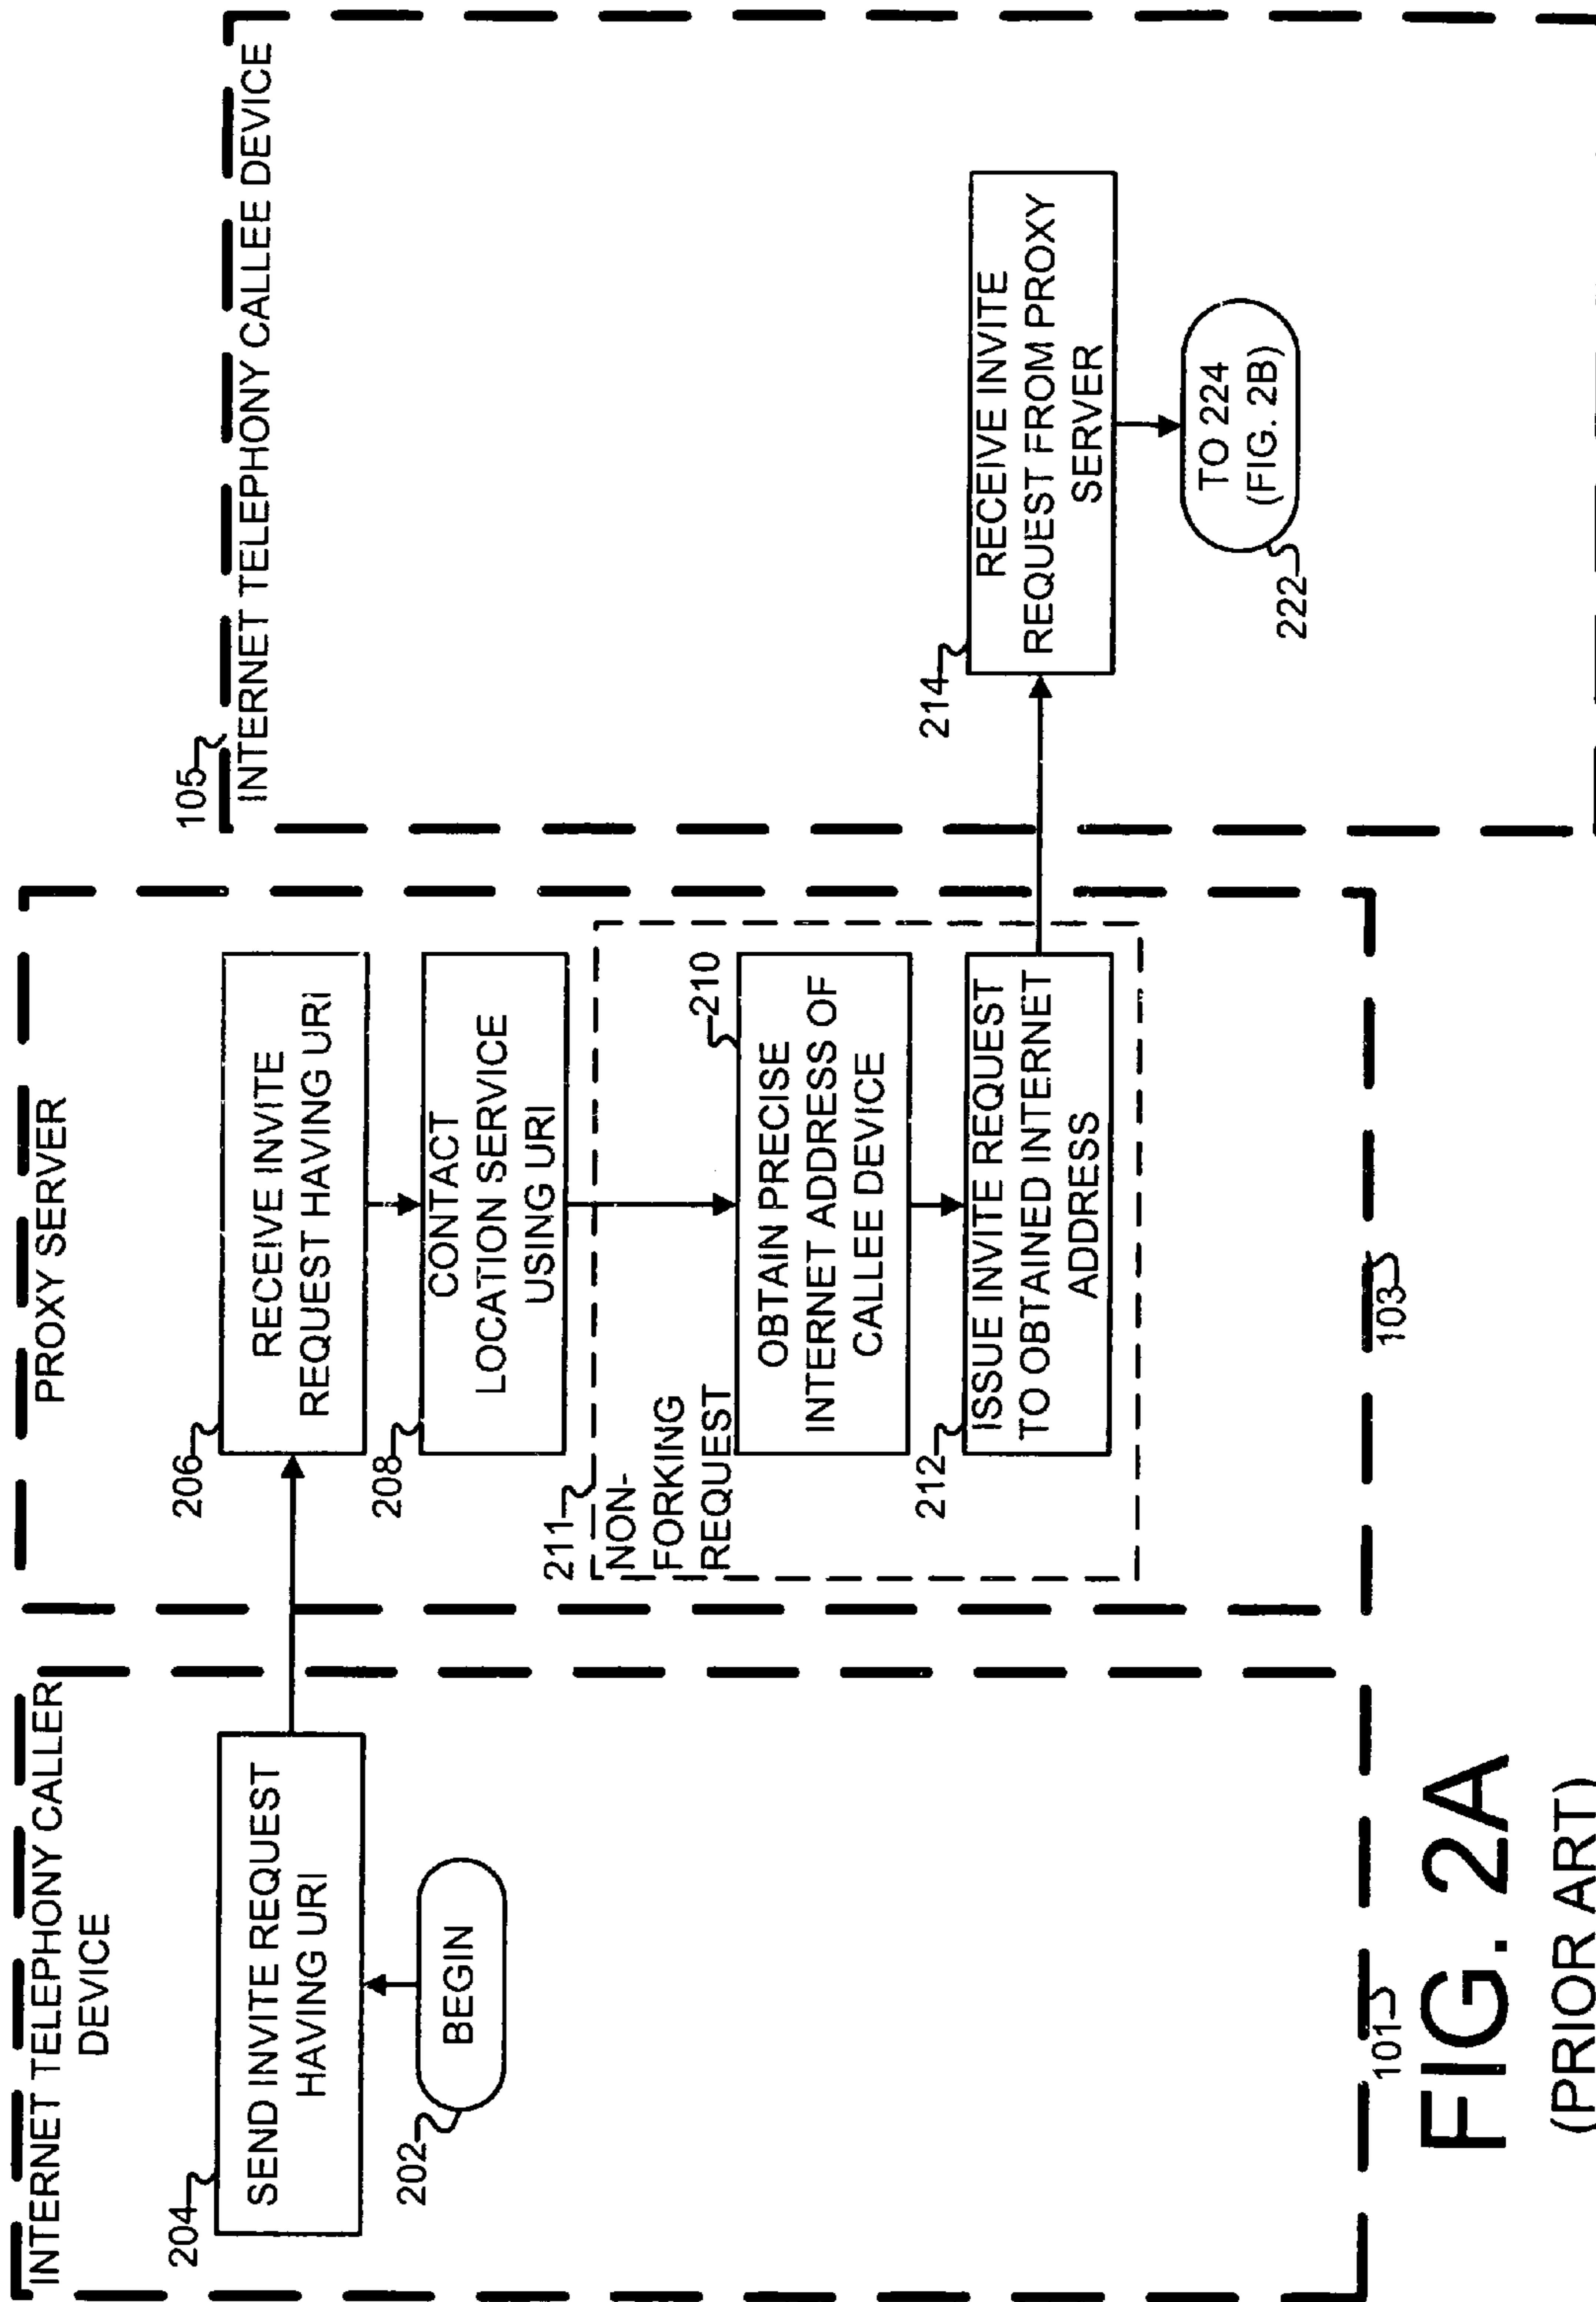 INTERNET TELEPHONY CALLER
DEVICE
204
SEND INVITE REQUEST
HAVING URI
202
BEGIN
101
PROXY SERVER
206
RECEIVE INVITE
REQUEST HAVING URI
208
CONTACT
LOCATION SERVICE
USING URI
211
NON-
FORKING
REQUEST
210
OBTAIN PRECISE
INTERNET ADDRESS OF
CALLEE DEVICE
212
ISSUE INVITE REQUEST
TO OBTAINED INTERNET
ADDRESS
103
105
INTERNET TELEPHONY CALLEE DEVICE
214
RECEIVE INVITE
REQUEST FROM PROXY
SERVER
TO 224
(FIG. 2B)
222
FIG. 2A
(PRIOR ART)